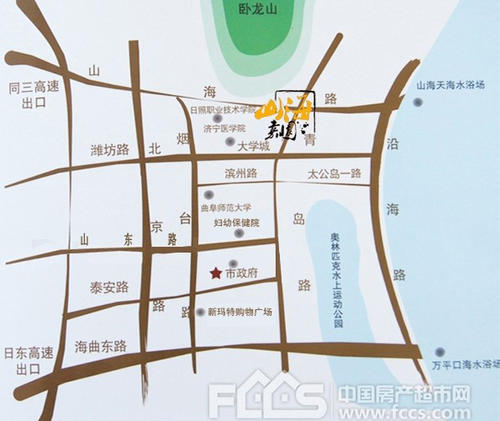 卧龙山
同三高速
出口
山 海 路
山海天海水浴场
日照职业技术学院
济宁医学院
山海
大学城
潍坊路
北京路
烟台路
青岛路
沿海路
滨州路
太公岛一路
曲阜师范大学
妇幼保健院
山东路
奥林匹克水上运动公园
市政府
泰安路
新玛特购物广场
日东高速
出口
海曲东路
万平口海水浴场
FCCS 中国房产超市网
www.fccs.com